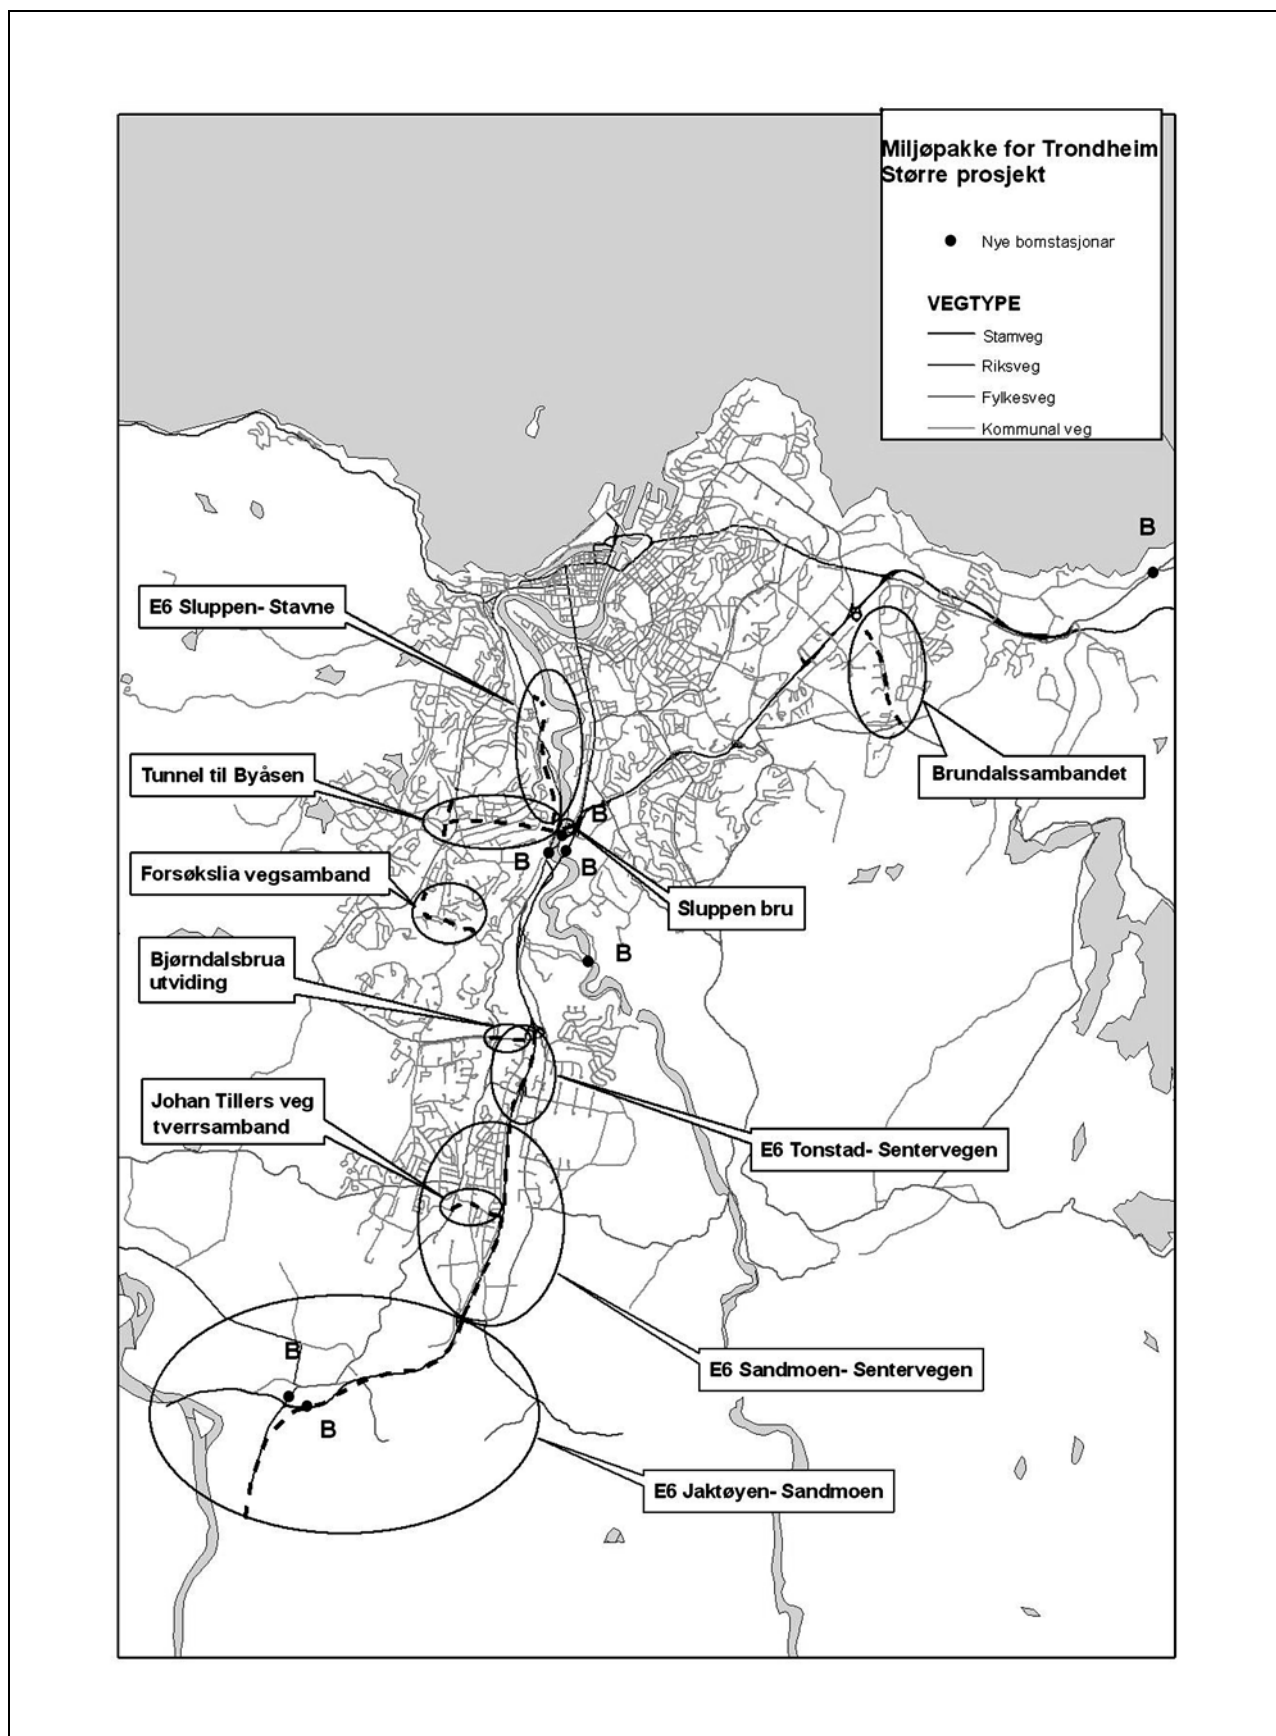 Miljøpakke for Trondheim
Større prosjekt
Nye bomstasjonar
VEGTYPE
Stamveg
Riksveg
Fylkesveg
Kommunal veg
B
E6 Sluppen- Stavne
Tunnel til Byåsen
Brundalssambandet
B
B
B
Forsøkslia vegsamband
Sluppen bru
B
Bjørndalsbrua
utviding
Johan Tillers veg
tverrsamband
E6 Tonstad- Sentervegen
B
E6 Sandmoen- Sentervegen
B
E6 Jaktøyen- Sandmoen